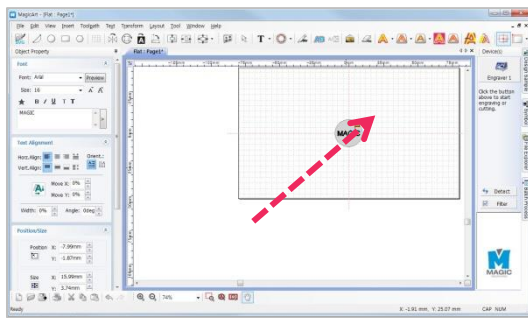 MagicArt - [Flat : Page1*]
File Edit View Insert Toolpath Text Transform Layout Tool Window Help
Object Property
Flat : Page1*
Device(s):
Font
Font: Arial
Preview
Size: 16
B I U T T
MAGIC
Engraver 1
Click the button
above to start
engraving or
cutting.
Text Alignment
Horz.Align:
Orient.:
Vert.Align:
Move X: 0%
Move Y: 0%
Width: 0%
Angle: 0deg
Position/Size
Position X: -7.99mm
Y: -1.87mm
Size X: 15.99mm
Y: 3.74mm
MAGIC
Detect
Filter
MAGIC
74%
Ready
X: -2.91 mm, Y: 25.07 mm
CAP NUM